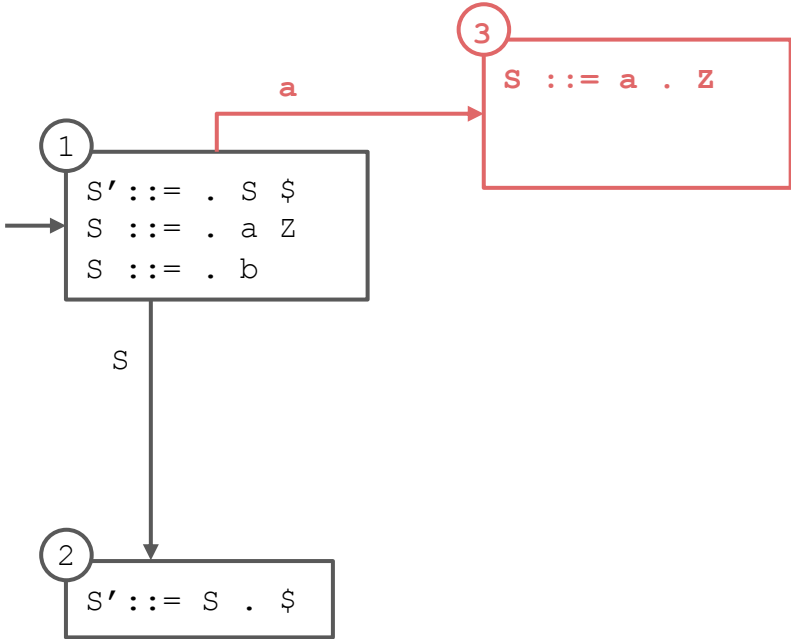 3
S ::= a . Z
a
1
S’::= . S $
S ::= . a Z
S ::= . b
S
2
S’::= S . $